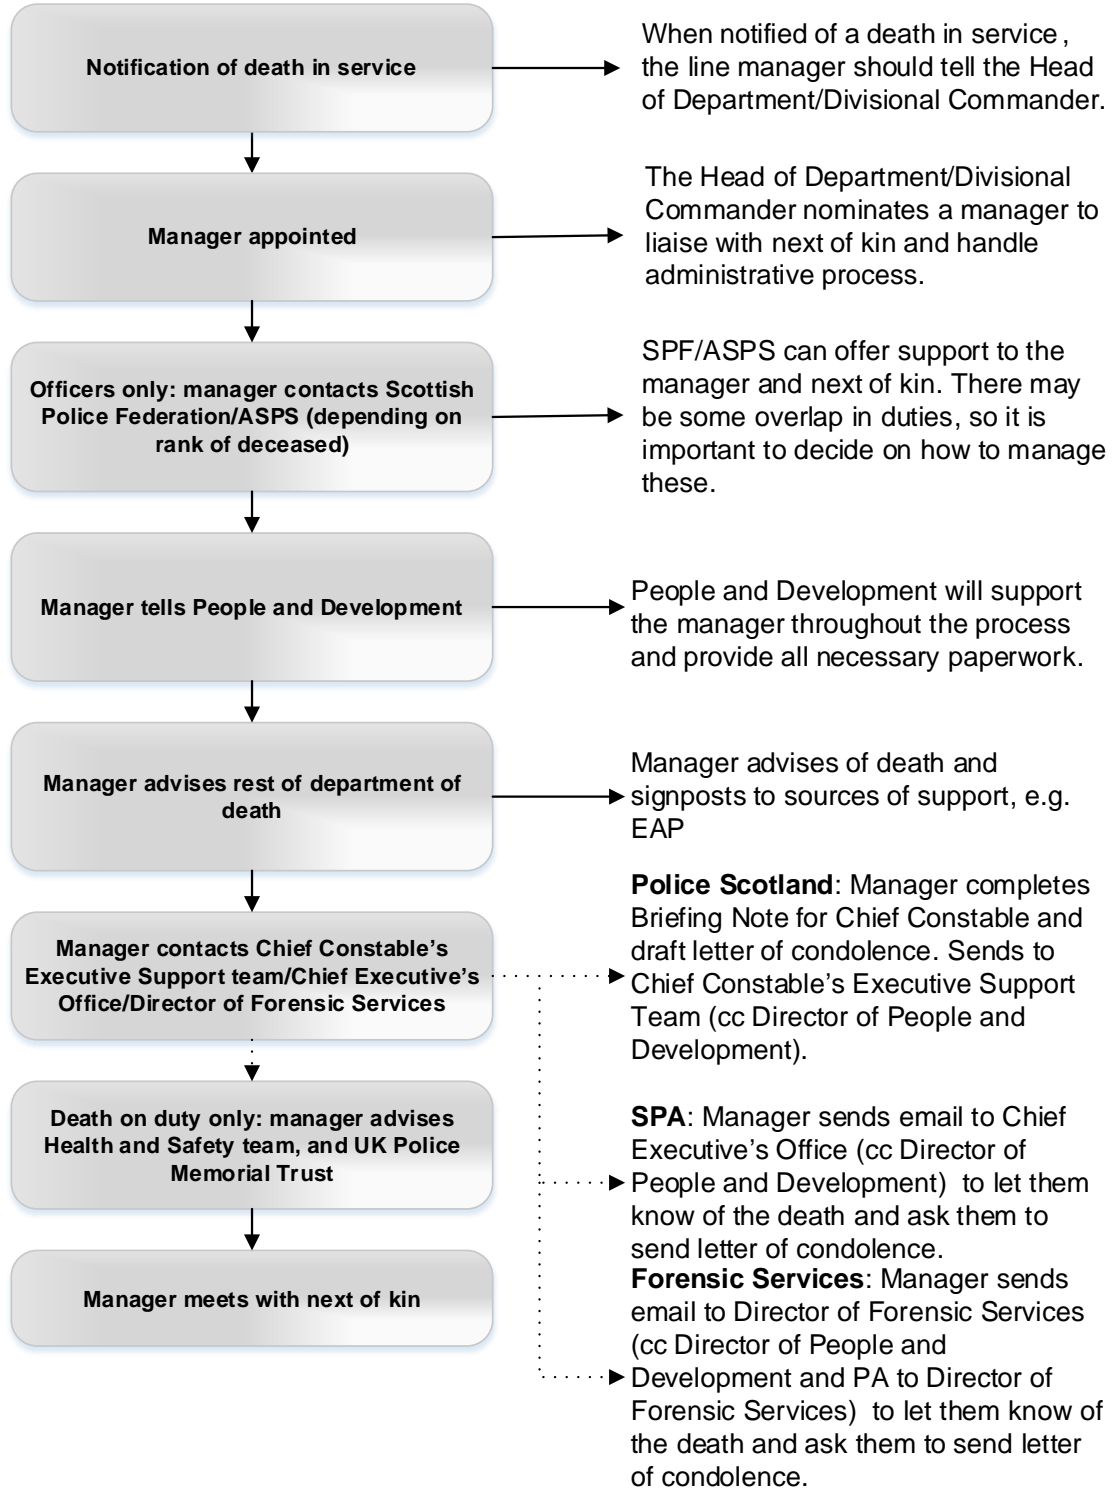 Notification of death in service
When notified of a death in service ,
the line manager should tell the Head
of Department/Divisional Commander.
Manager appointed
The Head of Department/Divisional
Commander nominates a manager to
liaise with next of kin and handle
administrative process.
Officers only: manager contacts Scottish
Police Federation/ASPS (depending on
rank of deceased)
SPF/ASPS can offer support to the
manager and next of kin. There may
be some overlap in duties, so it is
important to decide on how to manage
these.
Manager tells People and Development
People and Development will support
the manager throughout the process
and provide all necessary paperwork.
Manager advises rest of department of
death
Manager advises of death and
signposts to sources of support, e.g.
EAP
Manager contacts Chief Constable’s
Executive Support team/Chief Executive’s
Office/Director of Forensic Services
Police Scotland: Manager completes
Briefing Note for Chief Constable and
draft letter of condolence. Sends to
Chief Constable’s Executive Support
Team (cc Director of People and
Development).
SPA: Manager sends email to Chief
Executive’s Office (cc Director of
People and Development)  to let them
know of the death and ask them to
send letter of condolence.
Forensic Services: Manager sends
email to Director of Forensic Services
(cc Director of People and
Development and PA to Director of
Forensic Services)  to let them know of
the death and ask them to send letter
of condolence.
Death on duty only: manager advises
Health and Safety team, and UK Police
Memorial Trust
Manager meets with next of kin